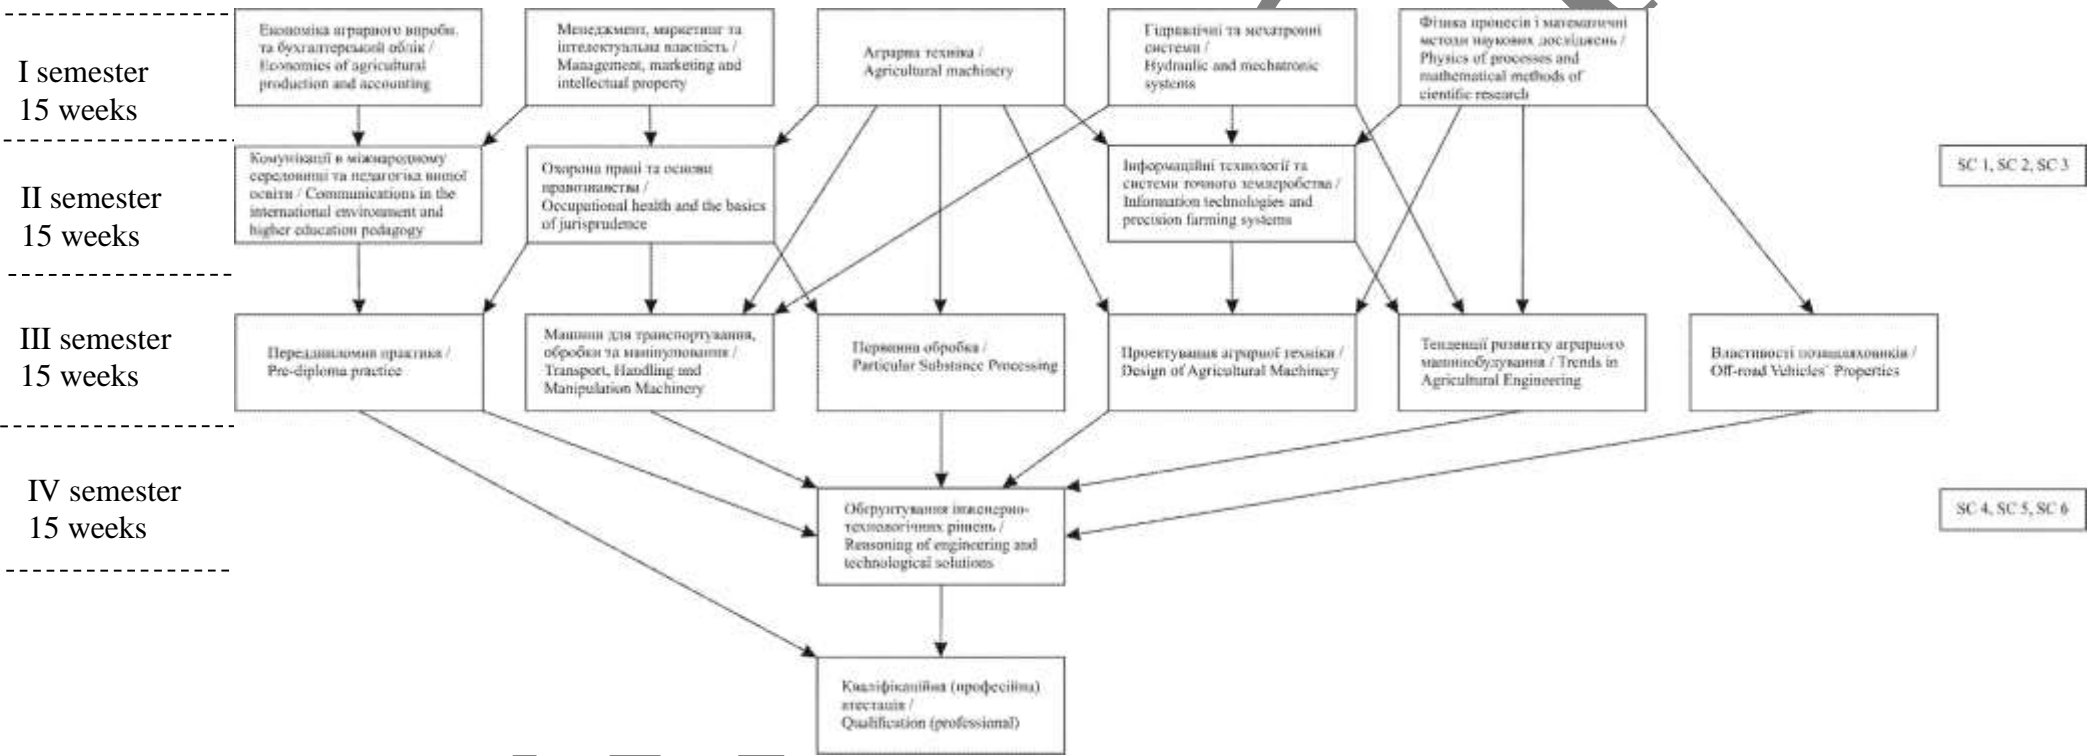 I semester
15 weeks
Економіка аграрного вироби.
та бухгалтерський облік /
Economics of agricultural
production and accounting
Менеджмент, маркетинг та
інтелектуальна власність /
Management, marketing and
intellectual property
Аграрна техніка /
Agricultural machinery
Гідравлічні та мехатронні
системи /
Hydraulic and mechatronic
systems
Фізика процесів і математичні
методи наукових досліджень /
Physics of processes and
mathematical methods of
cientific research
II semester
15 weeks
Комунікації в міжнародному
середовищі та педагогіка вищої
освіти / Communications in the
international environment and
higher education pedagogy
Охорона праці та основи
правознавства /
Occupational health and the basics
of jurisprudence
Інформаційні технології та
системи точного землеробства /
Information technologies and
precision farming systems
SC 1, SC 2, SC 3
III semester
15 weeks
Переддипломна практика /
Pre-diploma practice
Машини для транспортування,
обробки та маніпулювання /
Transport, Handling and
Manipulation Machinery
Первинна обробка /
Particular Substance Processing
Проектування аграрної техніки /
Design of Agricultural Machinery
Тенденції розвитку аграрного
машинобудування / Trends in
Agricultural Engineering
Властивості позашляховиків /
Off-road Vehicles` Properties
IV semester
15 weeks
Обґрунтування інженерно-
технологічних рішень /
Reasoning of engineering and
technological solutions
SC 4, SC 5, SC 6
Кваліфікаційна (професійна)
атестація /
Qualification (professional)